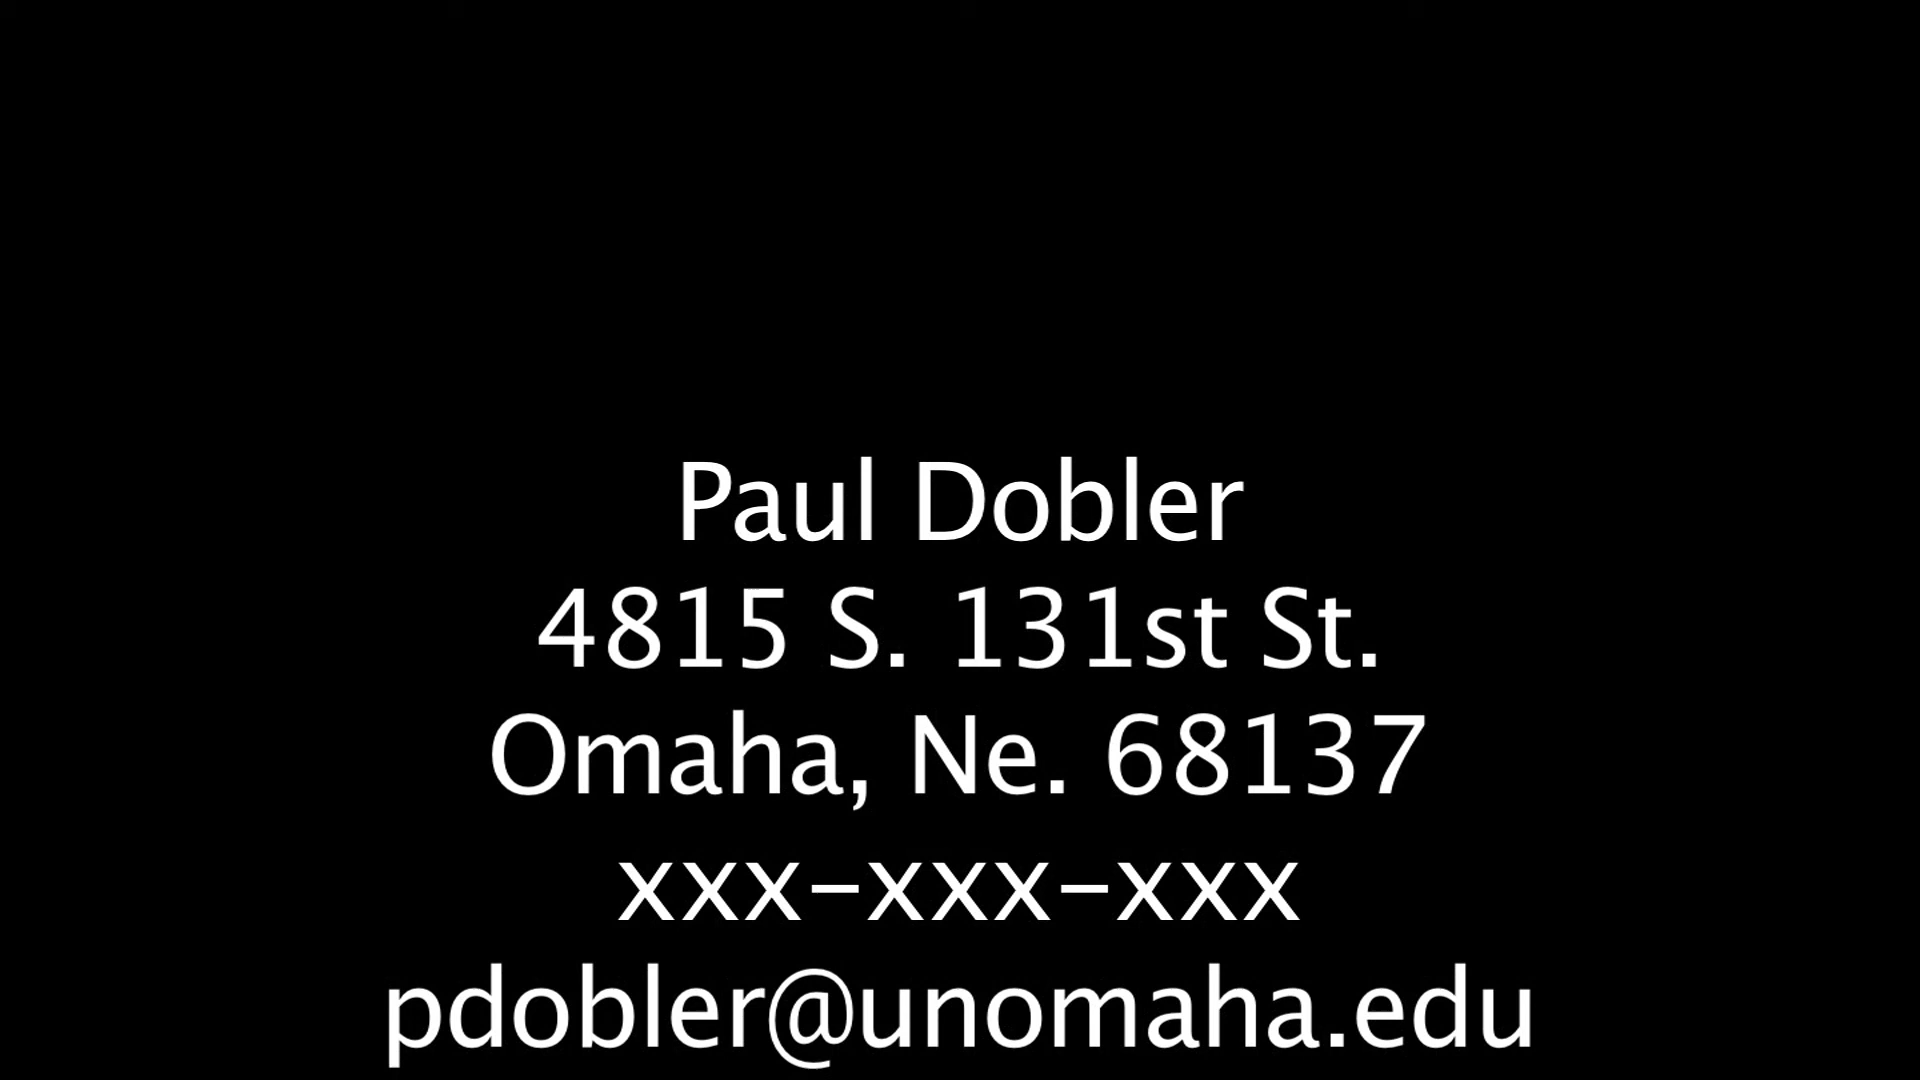 Paul Dobler
4815 S. 131st St.
Omaha, Ne. 68137
xxx-xxx-xxx
pdobler@unomaha.edu